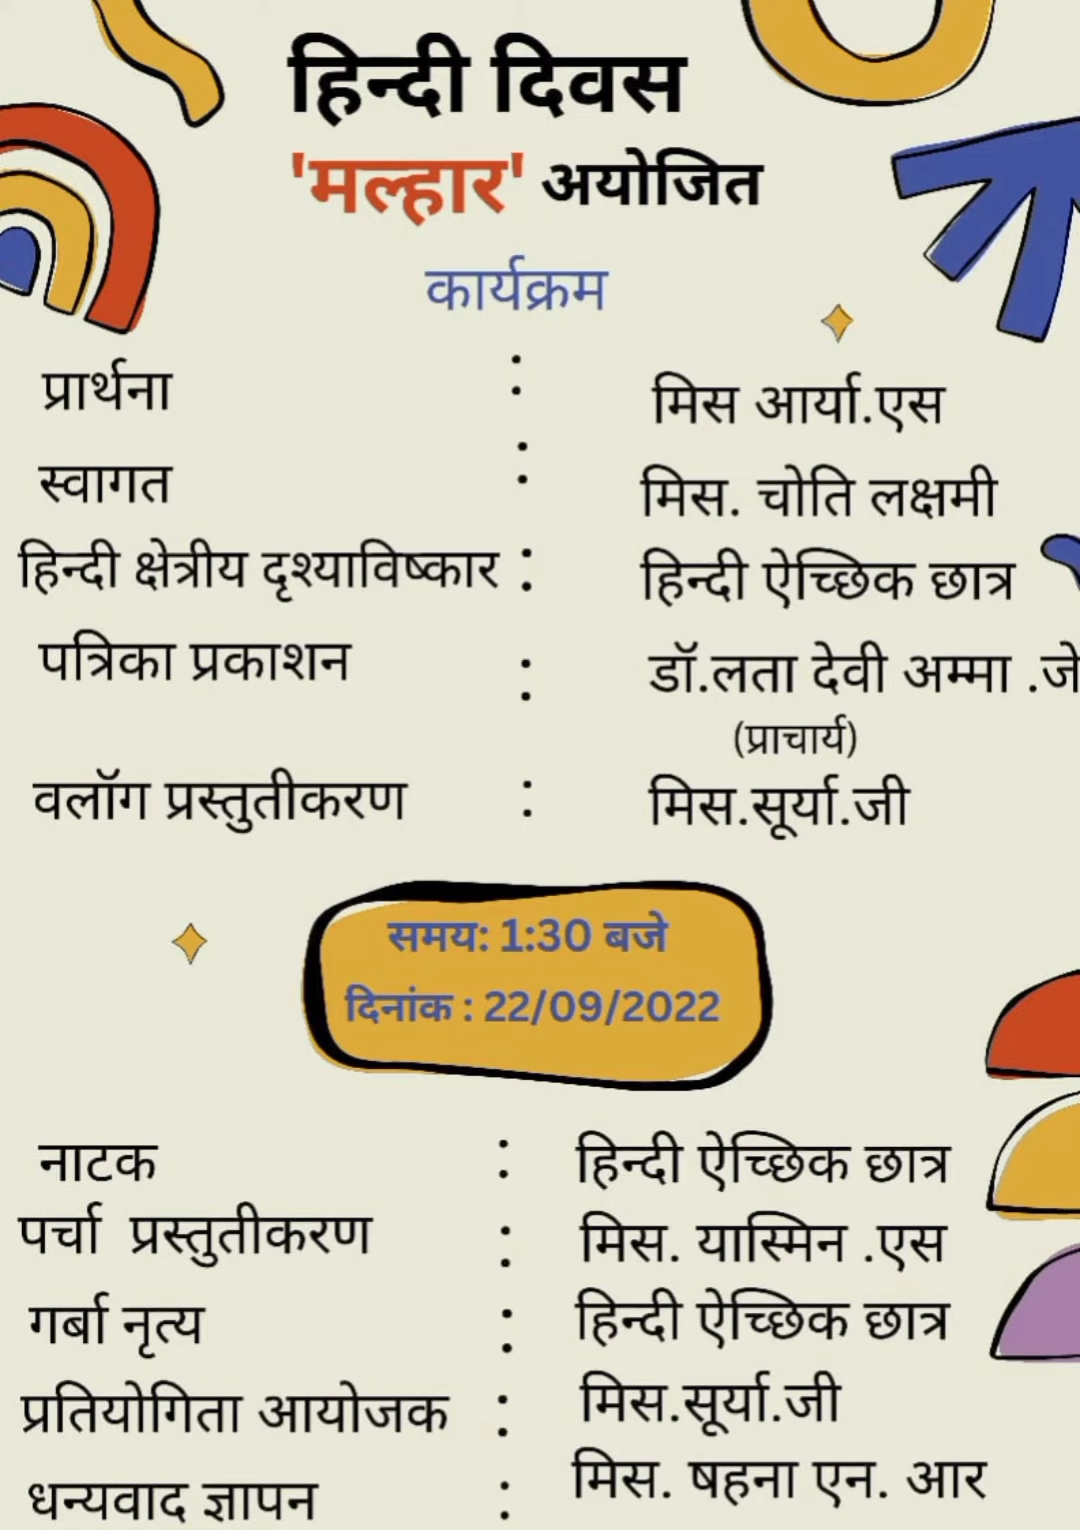 हिन्दी दिवस
'मल्हार' अयोजित
कार्यक्रम
प्रार्थना : मिस आर्या.एस
स्वागत : मिस. चोति लक्षमी
हिन्दी क्षेत्रीय दृश्याविष्कार : हिन्दी ऐच्छिक छात्र
पत्रिका प्रकाशन : डॉ.लता देवी अम्मा .जे
(प्राचार्य)
वलॉग प्रस्तुतीकरण : मिस.सूर्या.जी
समय: 1:30 बजे
दिनांक : 22/09/2022
नाटक : हिन्दी ऐच्छिक छात्र
पर्चा प्रस्तुतीकरण : मिस. यास्मिन .एस
गर्बा नृत्य : हिन्दी ऐच्छिक छात्र
प्रतियोगिता आयोजक : मिस.सूर्या.जी
धन्यवाद ज्ञापन : मिस. षहना एन. आर